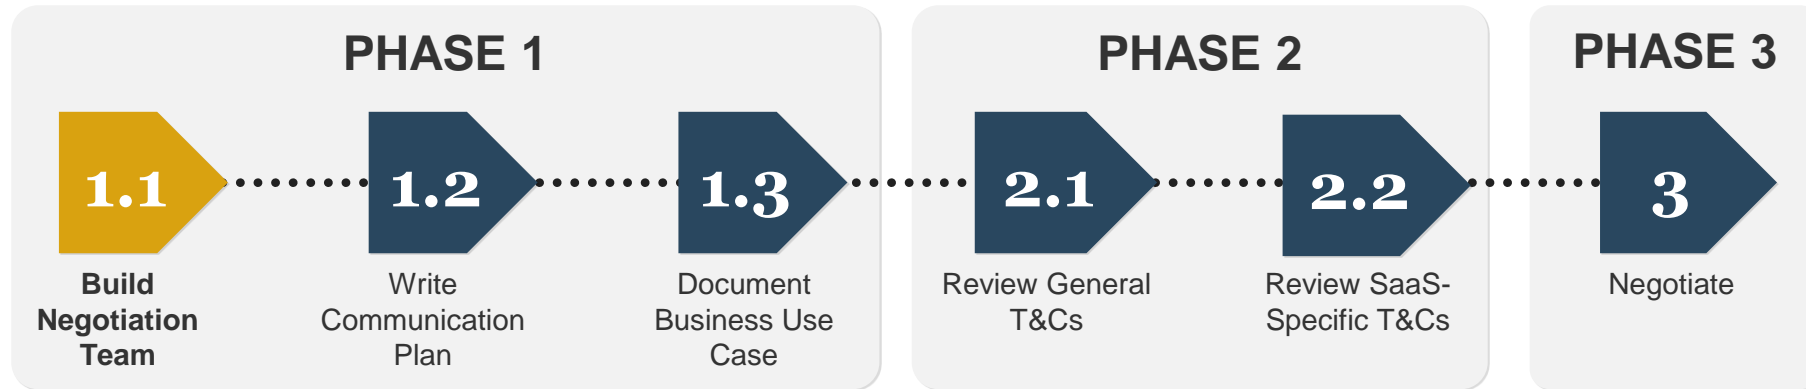 PHASE 1
1.1
Build
Negotiation
Team
1.2
Write
Communication
Plan
1.3
Document
Business Use
Case
PHASE 2
2.1
Review General
T&Cs
2.2
Review SaaS-
Specific T&Cs
PHASE 3
3
Negotiate